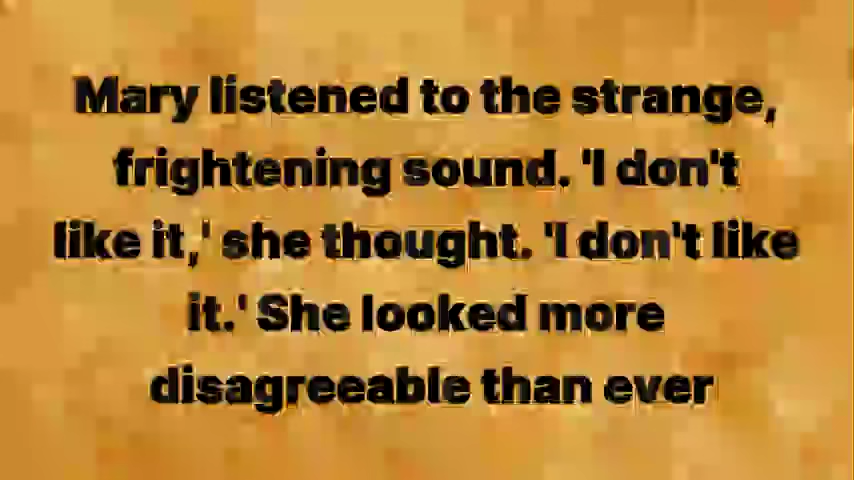 Mary listened to the strange,
frightening sound. 'I don't
like it,' she thought. 'I don't like
it.' She looked more
disagreeable than ever